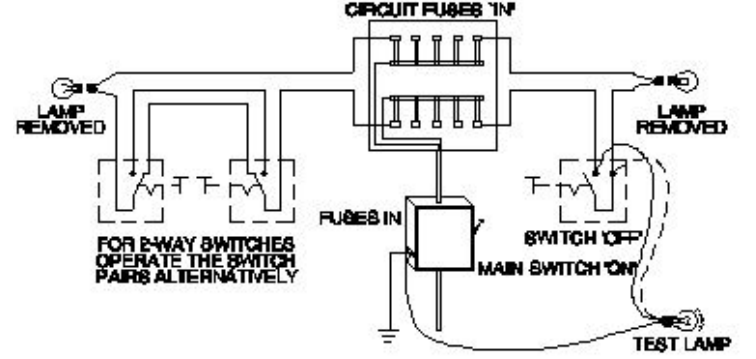 CIRCUIT FUSES "IN"
LAMP
REMOVED
LAMP
REMOVED
FUSES IN
SWITCH "OFF"
FOR 2-WAY SWITCHES
OPERATE THE SWITCH
PAIRS ALTERNATIVELY
MAIN SWITCH "ON"
TEST LAMP